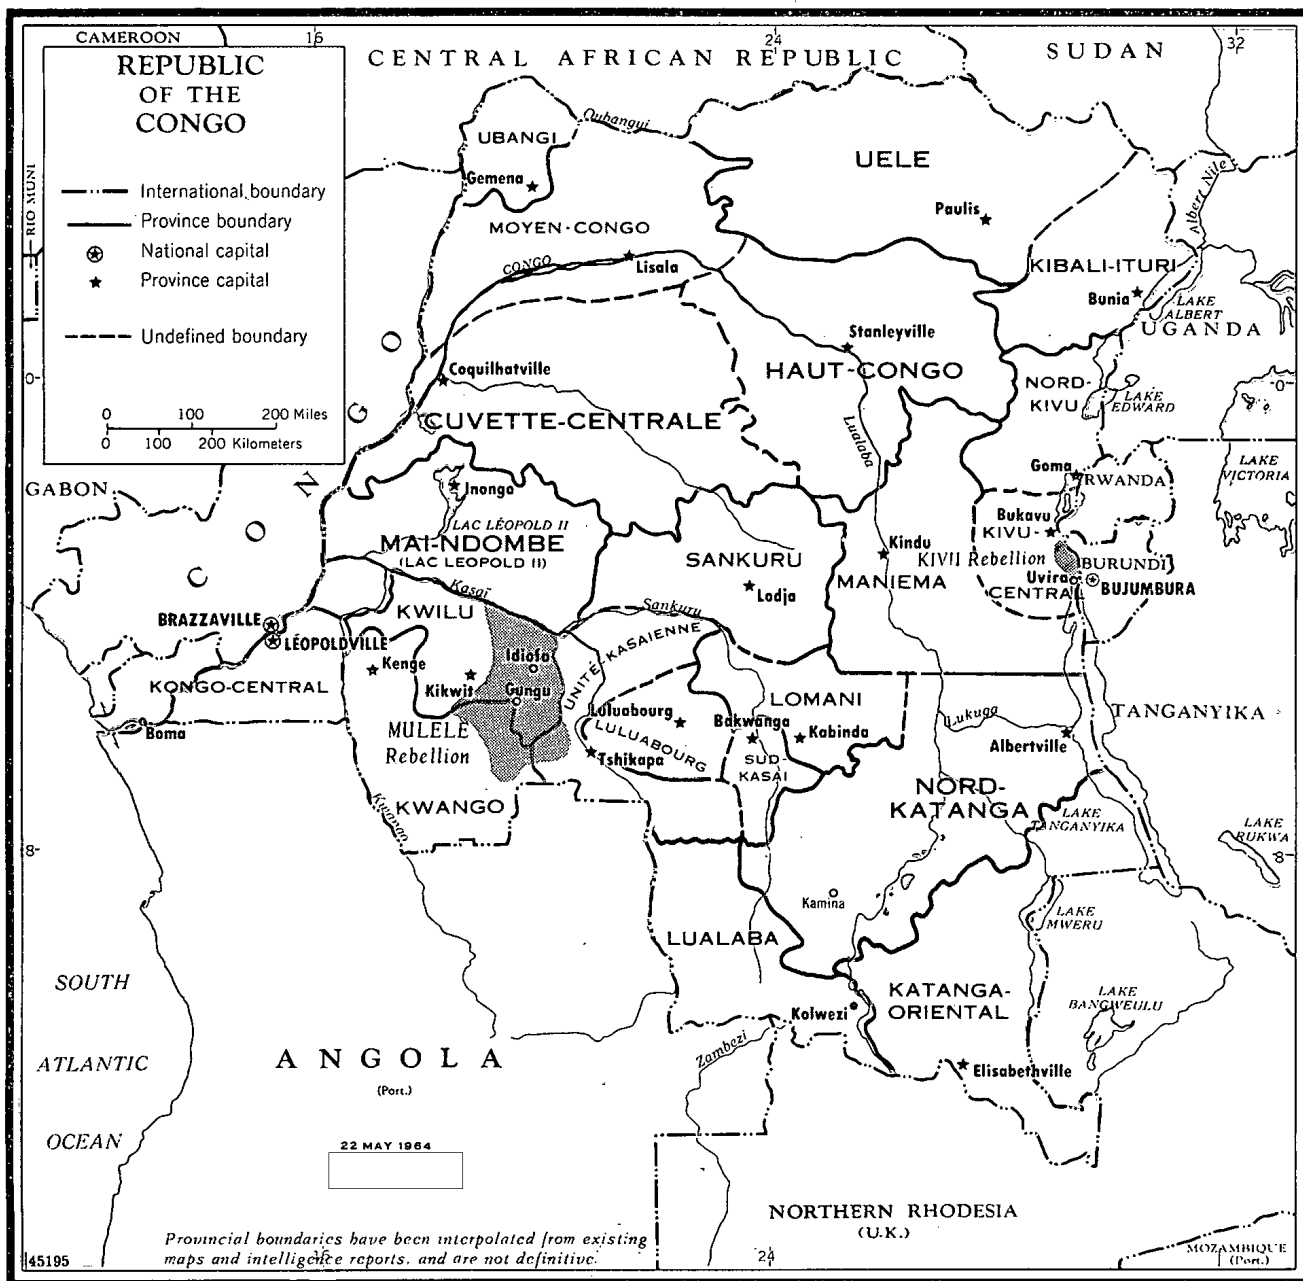 CAMEROON
16
24
32
CENTRAL AFRICAN REPUBLIC
SUDAN
REPUBLIC
OF THE
CONGO
International boundary
Province boundary
National capital
Province capital
Undefined boundary
0 100 200 Miles
0 100 200 Kilometers
RIO MUNI
UBANGI
Oubangui
Gemena
UELE
Paulis
Albert Nile
MOYEN-CONGO
CONGO
Lisala
KIBALI-ITURI
Bunia
LAKE
ALBERT
UGANDA
Stanleyville
HAUT-CONGO
0
Coquilhatville
CUVETTE-CENTRALE
NORD-
KIVU
LAKE
EDWARD
0
Lualaba
CONGO
GABON
Inongo
LAC LÉOPOLD II
MAI-NDOMBE
(LAC LEOPOLD II)
Goma
RWANDA
LAKE
VICTORIA
Bukavu
KIVU-
CENTRAL
SANKURU
Lodja
Kindu
MANIEMA
KIVU Rebellion
Uvira
BURUNDI
BUJUMBURA
Kasaï
KWILU
Sankuru
BRAZZAVILLE
LÉOPOLDVILLE
Kenge
Kikwit
Idiofa
Gungu
UNITÉ-KASAIENNE
KONGO-CENTRAL
Boma
MULELE
Rebellion
Luluabourg
LULUABOURG
Tshikapa
Bakwanga
SUD-
KASAI
LOMANI
Kabinda
Lukuga
Albertville
TANGANYIKA
KWANGO
Kwango
NORD-
KATANGA
LAKE
TANGANYIKA
LAKE
RUKWA
8
8
Kamina
LAKE
MWERU
LUALABA
KATANGA-
ORIENTAL
LAKE
BANGWEULU
Kolwezi
Zambezi
Elisabethville
SOUTH
ATLANTIC
OCEAN
ANGOLA
(Port.)
22 MAY 1964
NORTHERN RHODESIA
(U.K.)
Provincial boundaries have been interpolated from existing
maps and intelligence reports, and are not definitive.
45195
16
24
MOZAMBIQUE
(Port.)